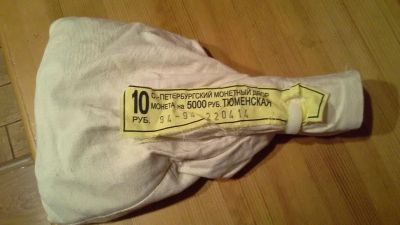 10 РУБ.
С.-ПЕТЕРБУРГСКИЙ МОНЕТНЫЙ ДВОР
МОНЕТА на 5000 РУБ. ТЮМЕНСКАЯ
94-94 220414